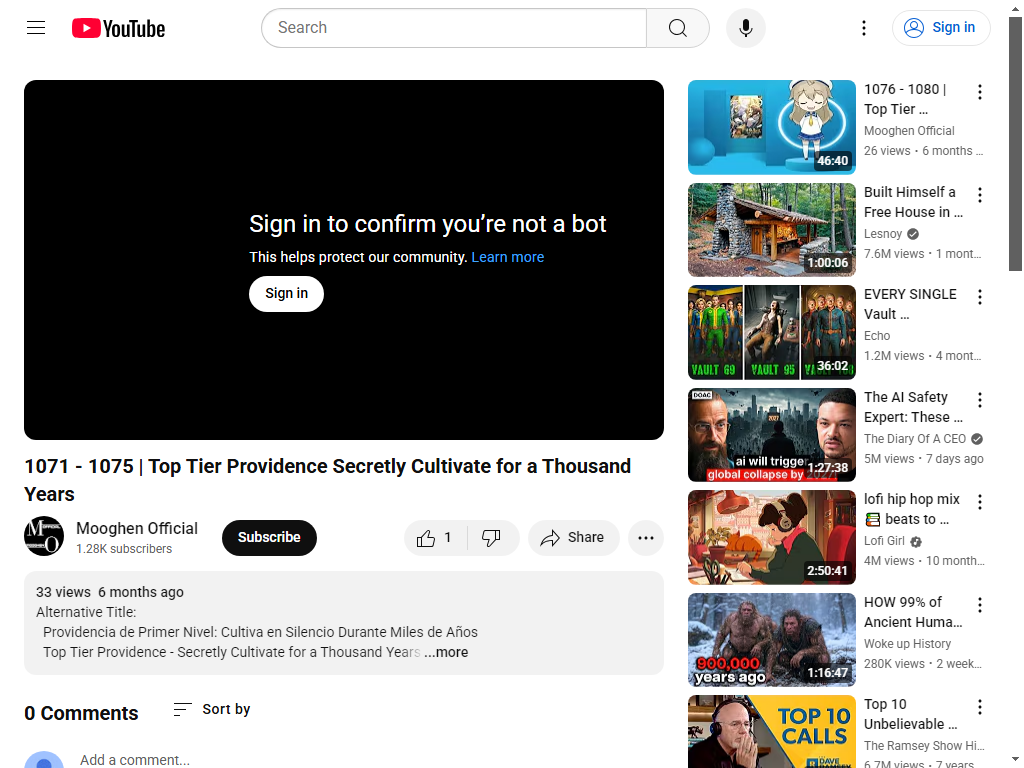 YouTube
Search
Sign in
Sign in to confirm you’re not a bot
This helps protect our community. Learn more
Sign in
1071 - 1075 | Top Tier Providence Secretly Cultivate for a Thousand
Years
Mooghen Official
1.28K subscribers
Subscribe
1
Share
33 views 6 months ago
Alternative Title:
Providencia de Primer Nivel: Cultiva en Silencio Durante Miles de Años
Top Tier Providence - Secretly Cultivate for a Thousand Years ...more
0 Comments
Sort by
Add a comment...
46:40
1076 - 1080 |
Top Tier ...
Mooghen Official
26 views • 6 months ...
1:00:06
Built Himself a
Free House in ...
Lesnoy
7.6M views • 1 mont...
VAULT 69
VAULT 95
36:02
EVERY SINGLE
Vault ...
Echo
1.2M views • 4 mont...
DOAC
2027
ai will trigge
global collapse by
1:27:38
The AI Safety
Expert: These ...
The Diary Of A CEO
5M views • 7 days ago
2:50:41
lofi hip hop mix
beats to ...
Lofi Girl
4M views • 10 month...
900,000
years ago
1:16:47
HOW 99% of
Ancient Huma...
Woke up History
280K views • 2 week...
TOP 10
CALLS
Top 10
Unbelievable ...
The Ramsey Show Hi...
6.7M views • 7 years